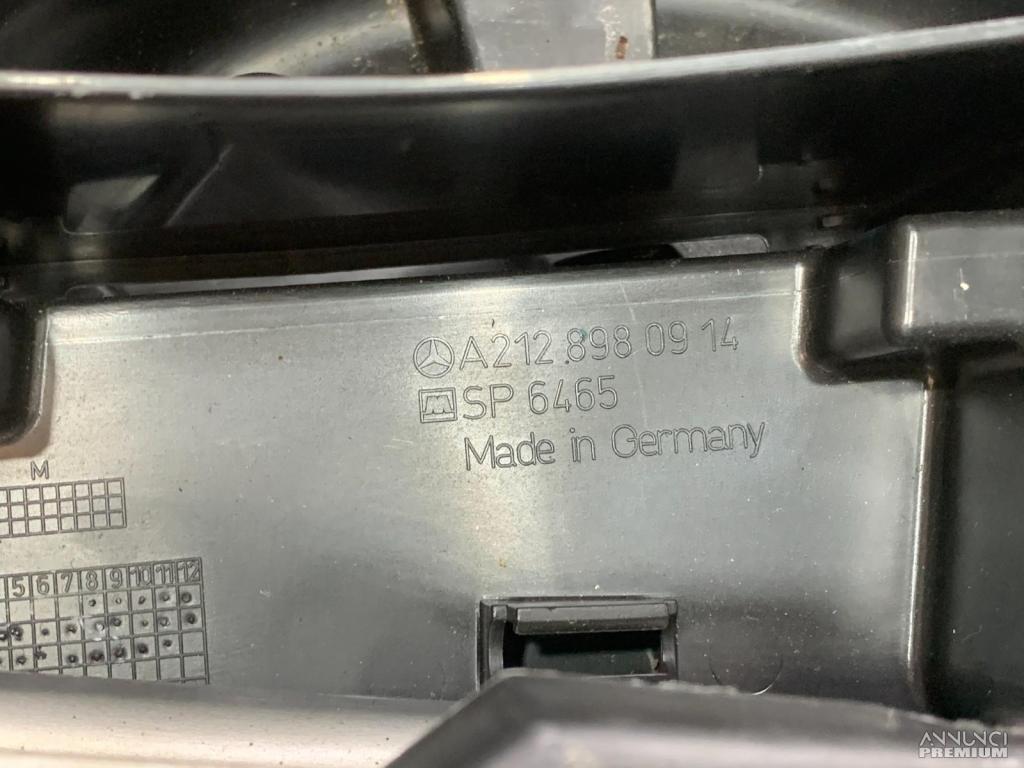 A212 898 09 14
M SP 6465
Made in Germany
M
5 6 7 8 9 10 11 12
ANNUNCI
PREMIUM